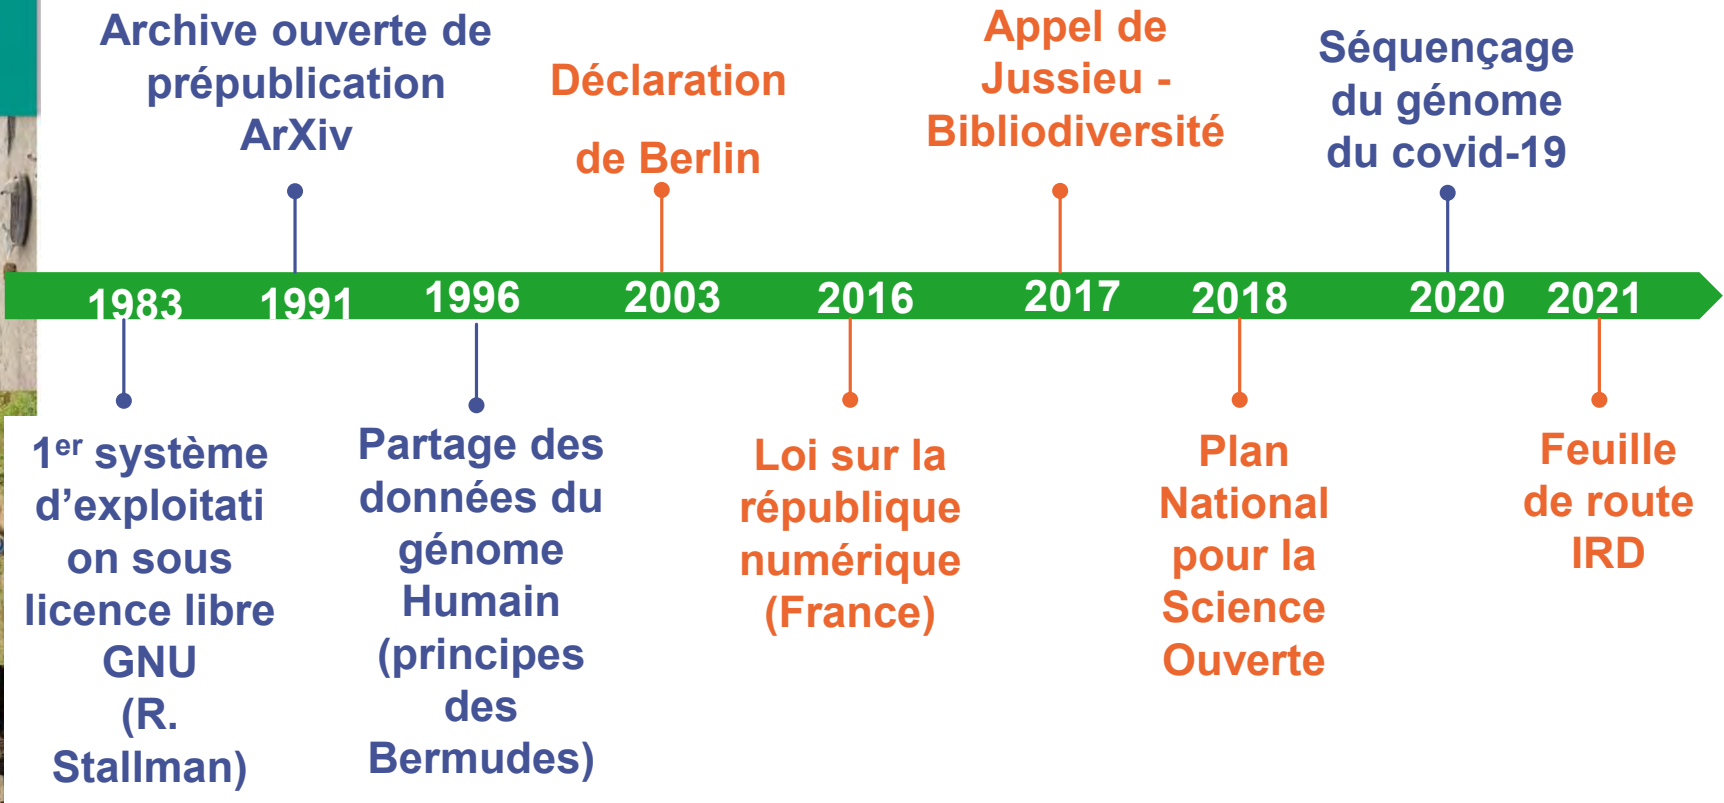 Archive ouverte de
prépublication
ArXiv
Déclaration
de Berlin
Appel de
Jussieu -
Bibliodiversité
Séquençage
du génome
du covid-19
1983 1991 1996 2003 2016 2017 2018 2020 2021
1er système
d’exploitati
on sous
licence libre
GNU
(R.
Stallman)
Partage des
données du
génome
Humain
(principes
des
Bermudes)
Loi sur la
république
numérique
(France)
Plan
National
pour la
Science
Ouverte
Feuille
de route
IRD